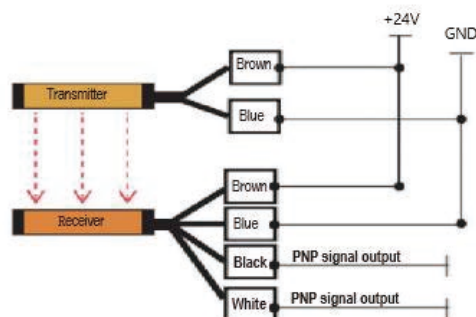 +24V
GND
Brown
Transmitter
Blue
Brown
Receiver
Blue
Black PNP signal output
White PNP signal output